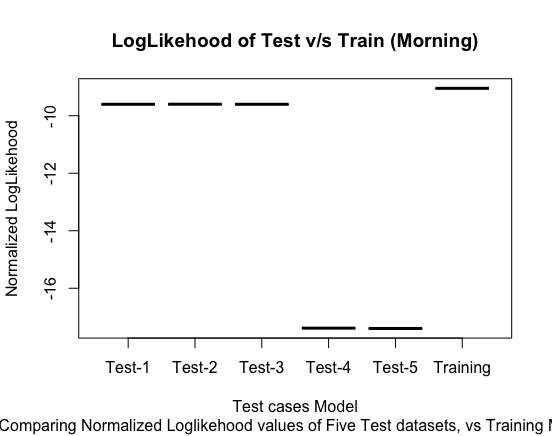 LogLikehood of Test v/s Train (Morning)
Normalized LogLikehood
-10
-12
-14
-16
Test-1 Test-2 Test-3 Test-4 Test-5 Training
Test cases Model
Comparing Normalized Loglikehood values of Five Test datasets, vs Training